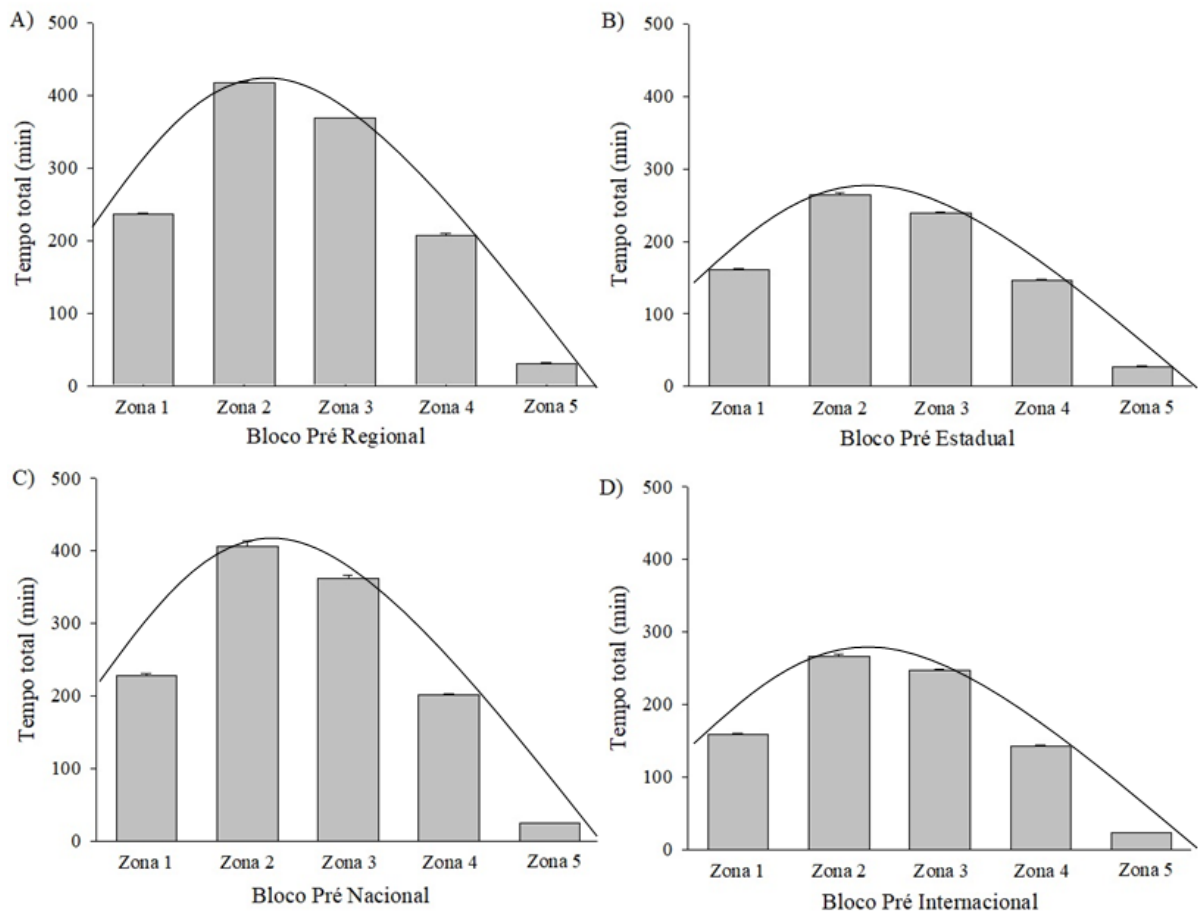 A)
Tempo total (min)
500
400
300
200
100
0
Zona 1 Zona 2 Zona 3 Zona 4 Zona 5
Bloco Pré Regional
B)
Tempo total (min)
500
400
300
200
100
0
Zona 1 Zona 2 Zona 3 Zona 4 Zona 5
Bloco Pré Estadual
C)
Tempo total (min)
500
400
300
200
100
0
Zona 1 Zona 2 Zona 3 Zona 4 Zona 5
Bloco Pré Nacional
D)
Tempo total (min)
500
400
300
200
100
0
Zona 1 Zona 2 Zona 3 Zona 4 Zona 5
Bloco Pré Internacional